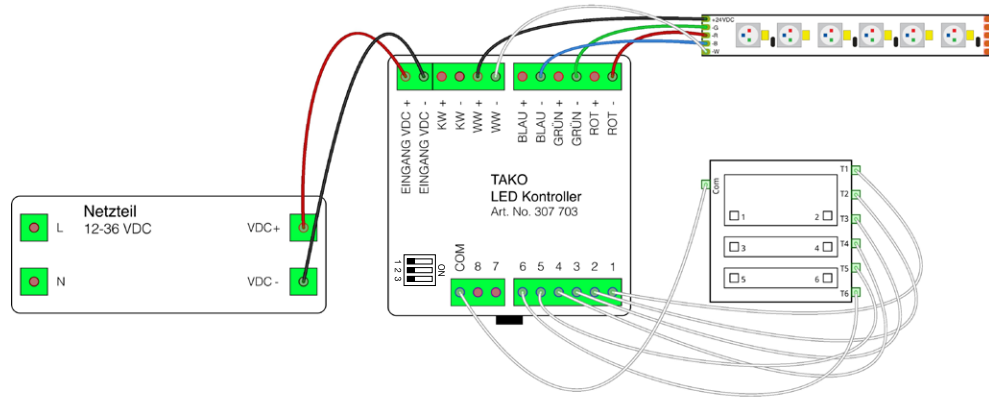 +24VDC
-G
-R
-B
-W
EINGANG VDC +
EINGANG VDC -
KW +
KW -
WW +
WW -
BLAU +
BLAU -
GRÜN +
GRÜN -
ROT +
ROT -
TAKO
LED Kontroller
Art. No. 307 703
Netzteil
12-36 VDC
L
N
VDC+
VDC -
1 2 3
ON
COM
8 7
6 5 4 3 2 1
Com
T1
T2
T3
T4
T5
T6
1 2
3 4
5 6